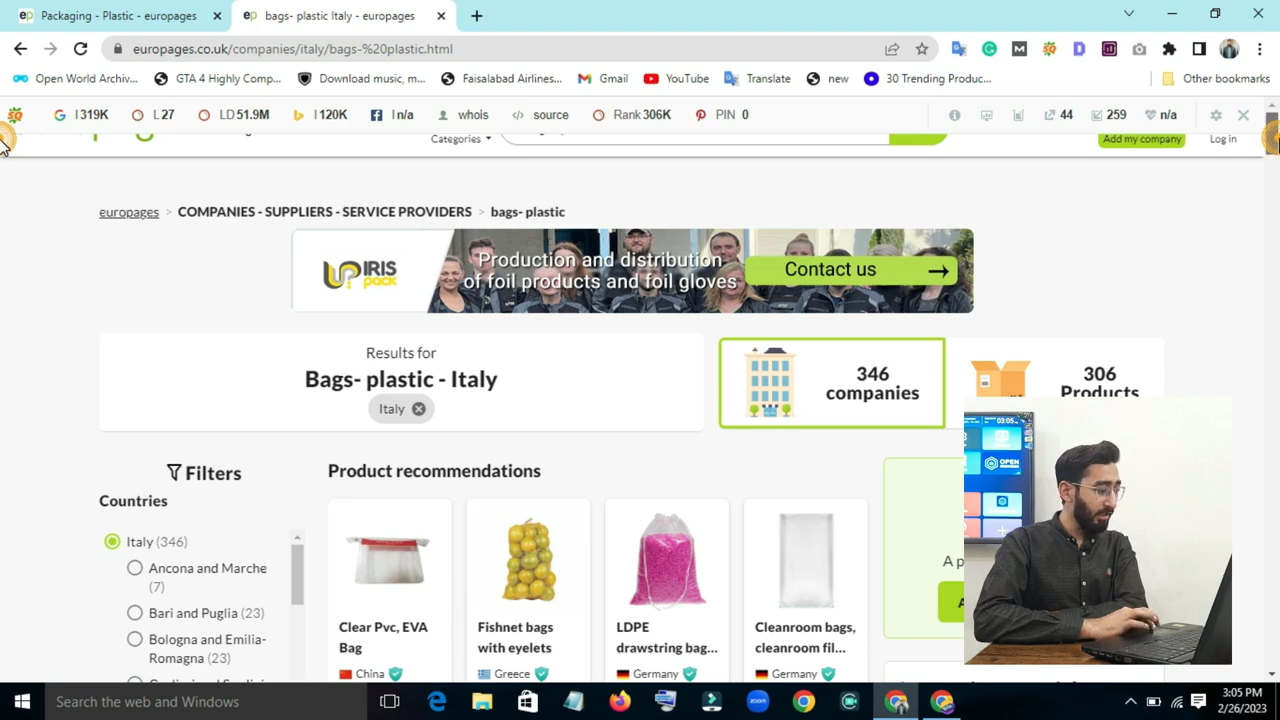 Packaging - Plastic - europages
bags- plastic Italy - europages
europages.co.uk/companies/italy/bags-%20plastic.html
Open World Archiv...
GTA 4 Highly Comp...
Download music, m...
Faisalabad Airlines...
Gmail
YouTube
Translate
new
30 Trending Produc...
Other bookmarks
I 319K
L 27
LD 51.9M
I 120K
I n/a
whois
source
Rank 306K
PIN 0
44
259
n/a
Categories
Add my company
Log in
europages > COMPANIES - SUPPLIERS - SERVICE PROVIDERS > bags- plastic
UP IRIS
pack
Production and distribution
of foil products and foil gloves
Contact us
Results for
Bags- plastic - Italy
Italy
346
companies
306
Products
Filters
Product recommendations
Countries
Italy (346)
Ancona and Marche
(7)
Bari and Puglia (23)
Bologna and Emilia-
Romagna (23)
Clear Pvc, EVA
Bag
China
Fishnet bags
with eyelets
Greece
LDPE
drawstring bag...
Germany
Cleanroom bags,
cleanroom fil...
Germany
A p
03:05
OPEN
Search the Web and Windows
zoom
3:05 PM
2/26/2023